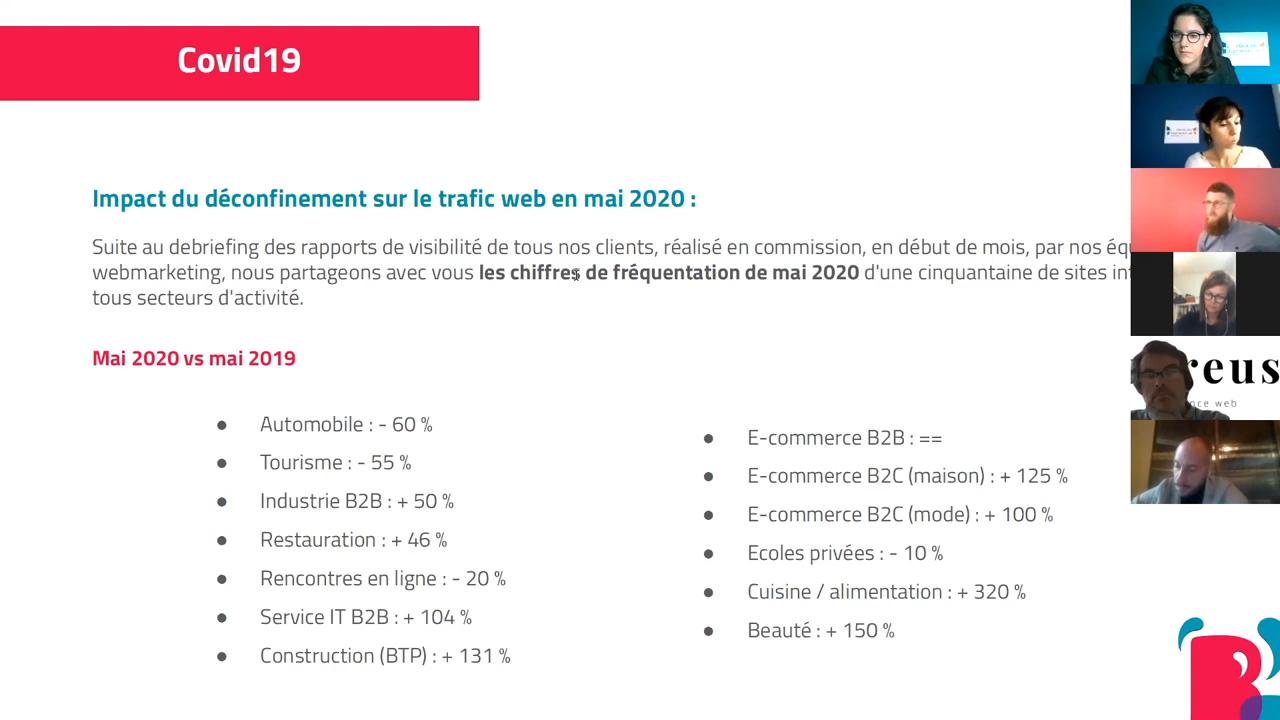 Covid19
Impact du déconfinement sur le trafic web en mai 2020 :
Suite au debriefing des rapports de visibilité de tous nos clients, réalisé en commission, en début de mois, par nos
webmarketing, nous partageons avec vous les chiffres de fréquentation de mai 2020 d'une cinquantaine de sites
tous secteurs d'activité.
Mai 2020 vs mai 2019
● Automobile : - 60 %
● Tourisme : - 55 %
● Industrie B2B : + 50 %
● Restauration : + 46 %
● Rencontres en ligne : - 20 %
● Service IT B2B : + 104 %
● Construction (BTP) : + 131 %
● E-commerce B2B : ==
● E-commerce B2C (maison) : + 125 %
● E-commerce B2C (mode) : + 100 %
● Ecoles privées : - 10 %
● Cuisine / alimentation : + 320 %
● Beauté : + 150 %
reus
nce web
B